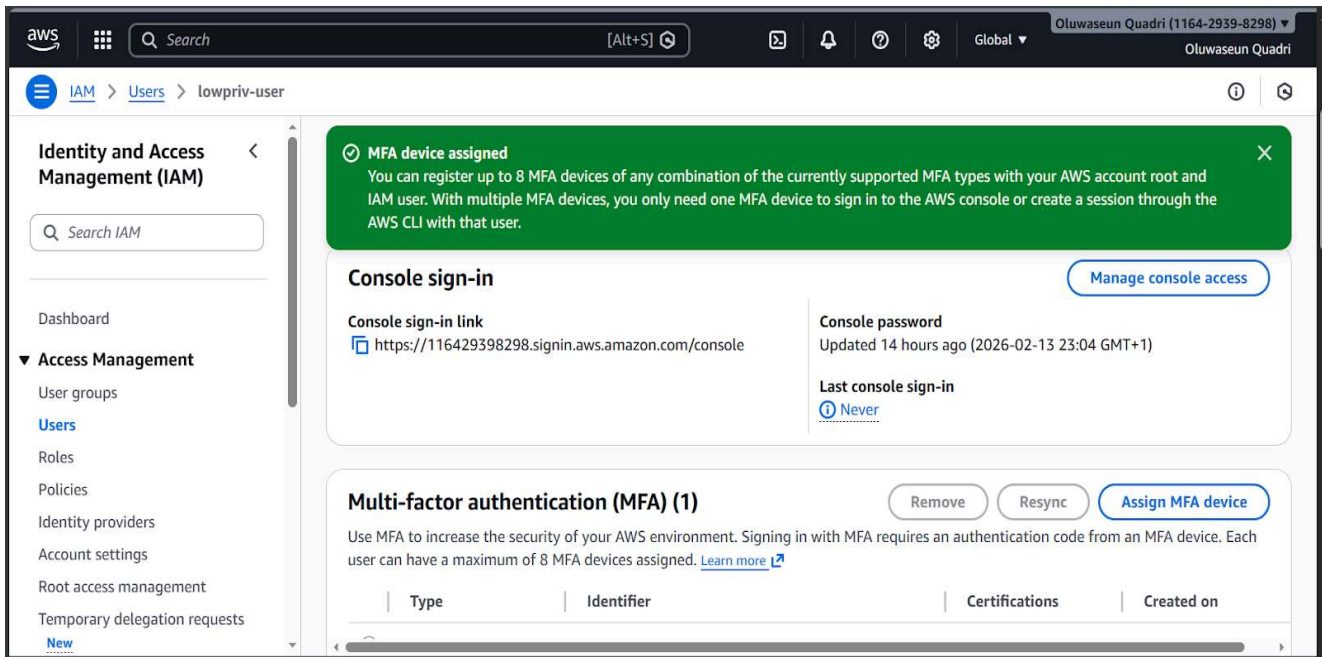 aws
Search [Alt+S]
Global ▼
Oluwaseun Quadri (1164-2939-8298) ▼
Oluwaseun Quadri
IAM > Users > lowpriv-user
Identity and Access
Management (IAM)
Search IAM
Dashboard
▼ Access Management
User groups
Users
Roles
Policies
Identity providers
Account settings
Root access management
Temporary delegation requests
New
MFA device assigned
You can register up to 8 MFA devices of any combination of the currently supported MFA types with your AWS account root and
IAM user. With multiple MFA devices, you only need one MFA device to sign in to the AWS console or create a session through the
AWS CLI with that user.
Console sign-in
Manage console access
Console sign-in link
https://116429398298.signin.aws.amazon.com/console
Console password
Updated 14 hours ago (2026-02-13 23:04 GMT+1)
Last console sign-in
Never
Multi-factor authentication (MFA) (1)
Remove
Resync
Assign MFA device
Use MFA to increase the security of your AWS environment. Signing in with MFA requires an authentication code from an MFA device. Each
user can have a maximum of 8 MFA devices assigned. Learn more
Type
Identifier
Certifications
Created on